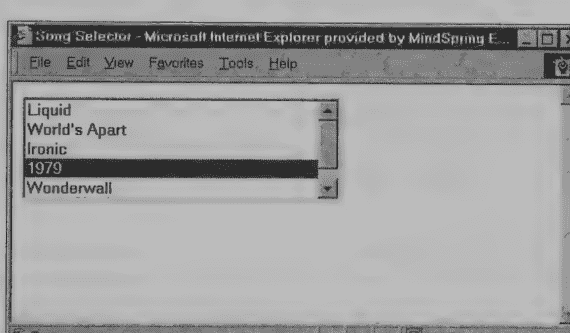 Song Selector - Microsoft Internet Explorer provided by MindSpring E...
File Edit View Favorites Tools Help
Liquid
World's Apart
Ironic
1979
Wonderwall